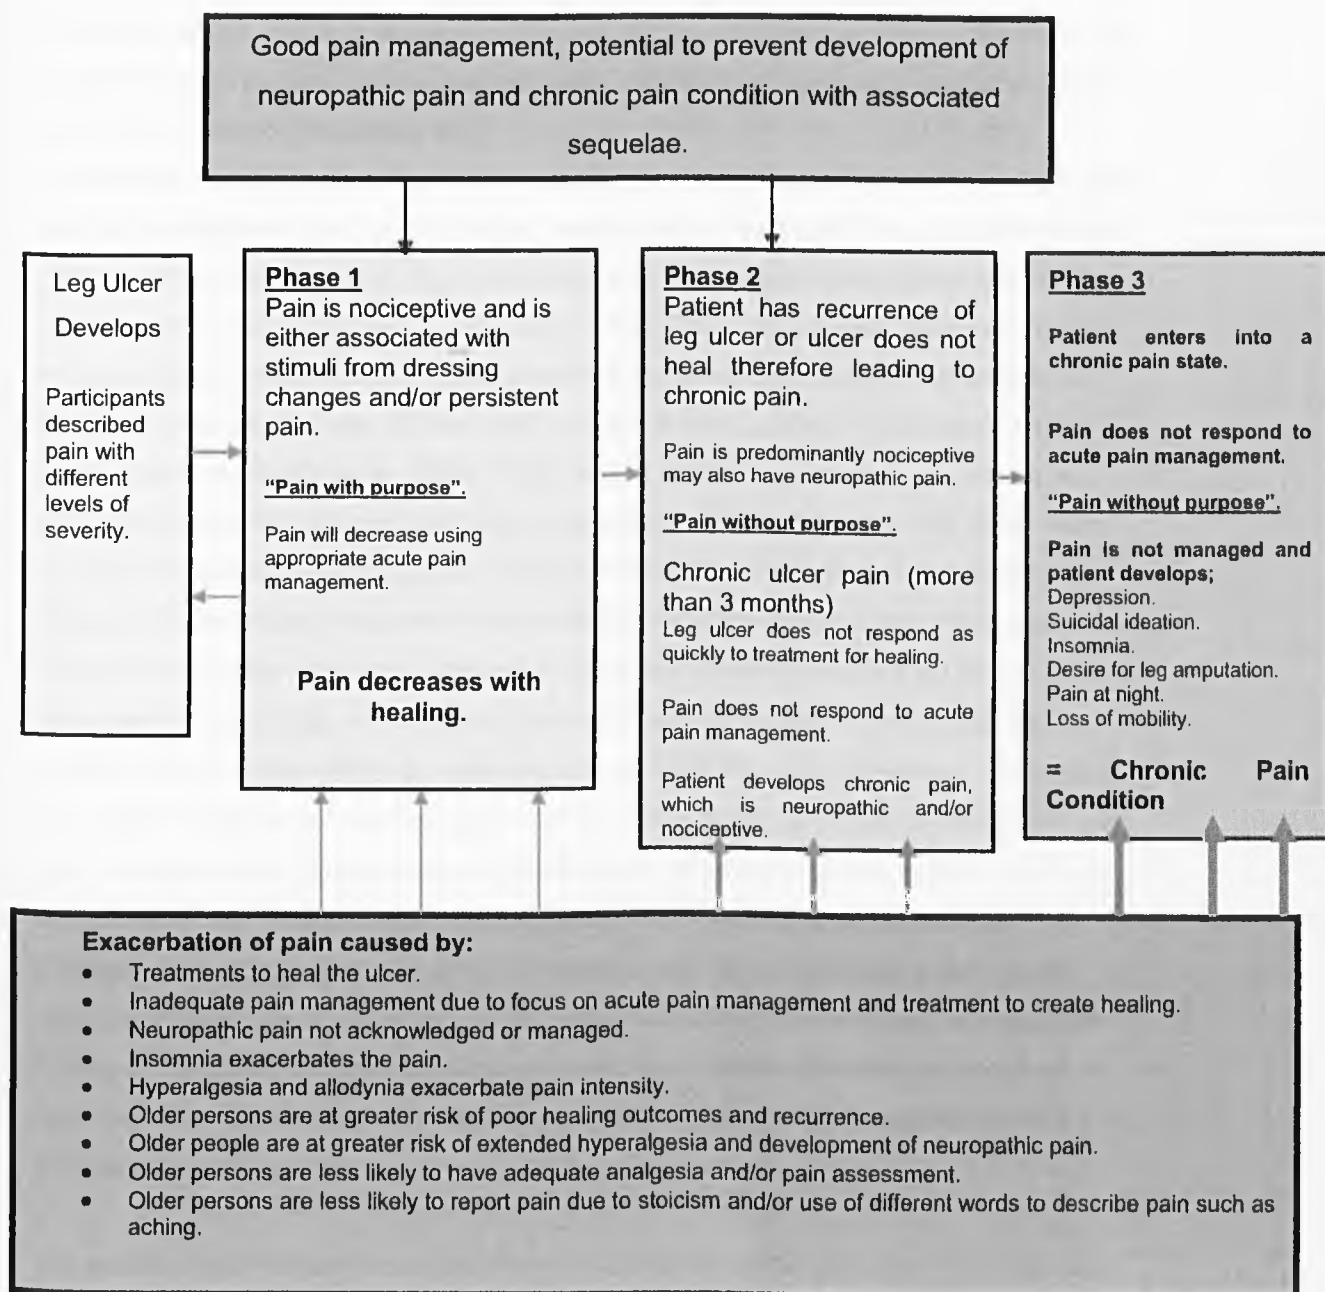 Good pain management, potential to prevent development of
neuropathic pain and chronic pain condition with associated
sequelae.
Leg Ulcer
Develops
Participants
described
pain with
different
levels of
severity.
Phase 1
Pain is nociceptive and is
either associated with
stimuli from dressing
changes and/or persistent
pain.
"Pain with purpose".
Pain will decrease using
appropriate acute pain
management.
Pain decreases with
healing.
Phase 2
Patient has recurrence of
leg ulcer or ulcer does not
heal therefore leading to
chronic pain.
Pain is predominantly nociceptive
may also have neuropathic pain.
"Pain without purpose".
Chronic ulcer pain (more
than 3 months)
Leg ulcer does not respond as
quickly to treatment for healing.
Pain does not respond to acute
pain management.
Patient develops chronic pain,
which is neuropathic and/or
nociceptive.
Phase 3
Patient enters into a
chronic pain state.
Pain does not respond to
acute pain management.
"Pain without purpose".
Pain is not managed and
patient develops;
Depression.
Suicidal ideation.
Insomnia.
Desire for leg amputation.
Pain at night.
Loss of mobility.
= Chronic Pain
Condition
Exacerbation of pain caused by:
• Treatments to heal the ulcer.
• Inadequate pain management due to focus on acute pain management and treatment to create healing.
• Neuropathic pain not acknowledged or managed.
• Insomnia exacerbates the pain.
• Hyperalgesia and allodynia exacerbate pain intensity.
• Older persons are at greater risk of poor healing outcomes and recurrence.
• Older people are at greater risk of extended hyperalgesia and development of neuropathic pain.
• Older persons are less likely to have adequate analgesia and/or pain assessment.
• Older persons are less likely to report pain due to stoicism and/or use of different words to describe pain such as
aching.